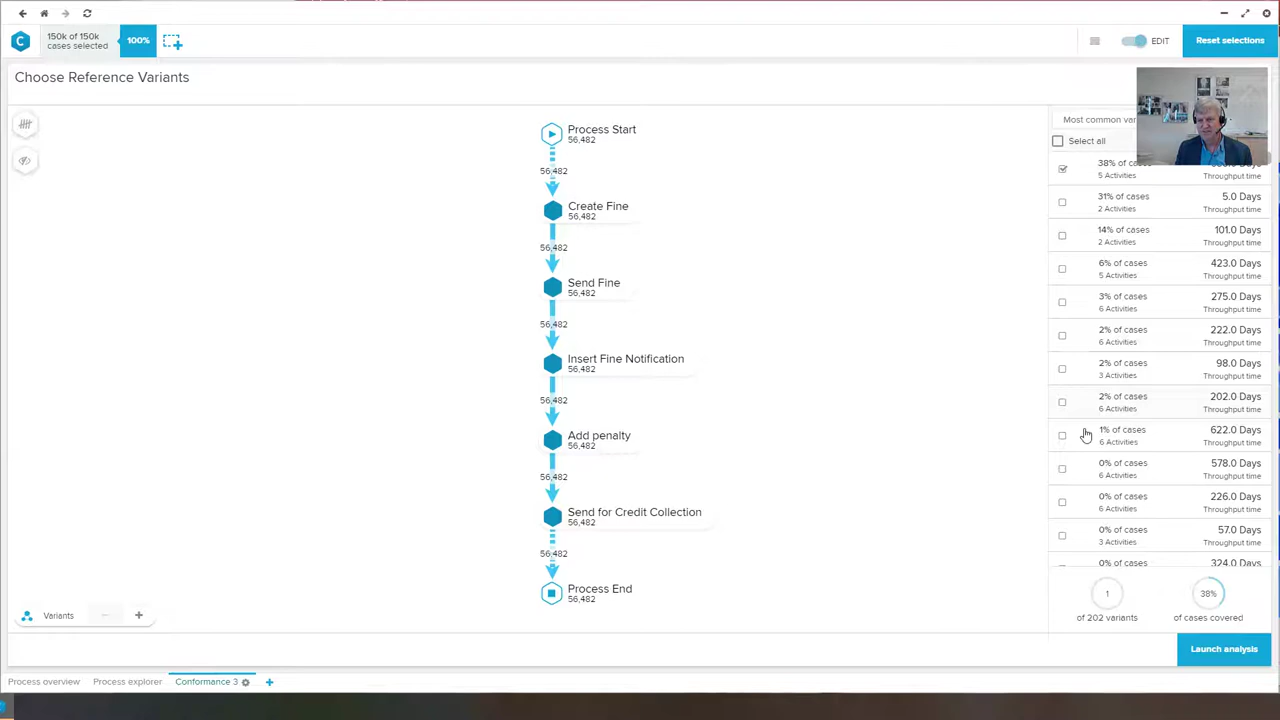 150k of 150k
cases selected
100%
EDIT
Reset selections
Choose Reference Variants
Process Start
56,482
56,482
Create Fine
56,482
56,482
Send Fine
56,482
56,482
Insert Fine Notification
56,482
56,482
Add penalty
56,482
56,482
Send for Credit Collection
56,482
56,482
Process End
56,482
Variants
Most common var
Select all
38% of c
5 Activities
Throughput time
31% of cases
5.0 Days
2 Activities
Throughput time
14% of cases
101.0 Days
2 Activities
Throughput time
6% of cases
423.0 Days
5 Activities
Throughput time
3% of cases
275.0 Days
6 Activities
Throughput time
2% of cases
222.0 Days
6 Activities
Throughput time
2% of cases
98.0 Days
3 Activities
Throughput time
2% of cases
202.0 Days
6 Activities
Throughput time
1% of cases
622.0 Days
6 Activities
Throughput time
0% of cases
578.0 Days
6 Activities
Throughput time
0% of cases
226.0 Days
6 Activities
Throughput time
0% of cases
57.0 Days
3 Activities
Throughput time
0% of cases
324.0 Days
1
38%
of 202 variants
of cases covered
Launch analysis
Process overview
Process explorer
Conformance 3